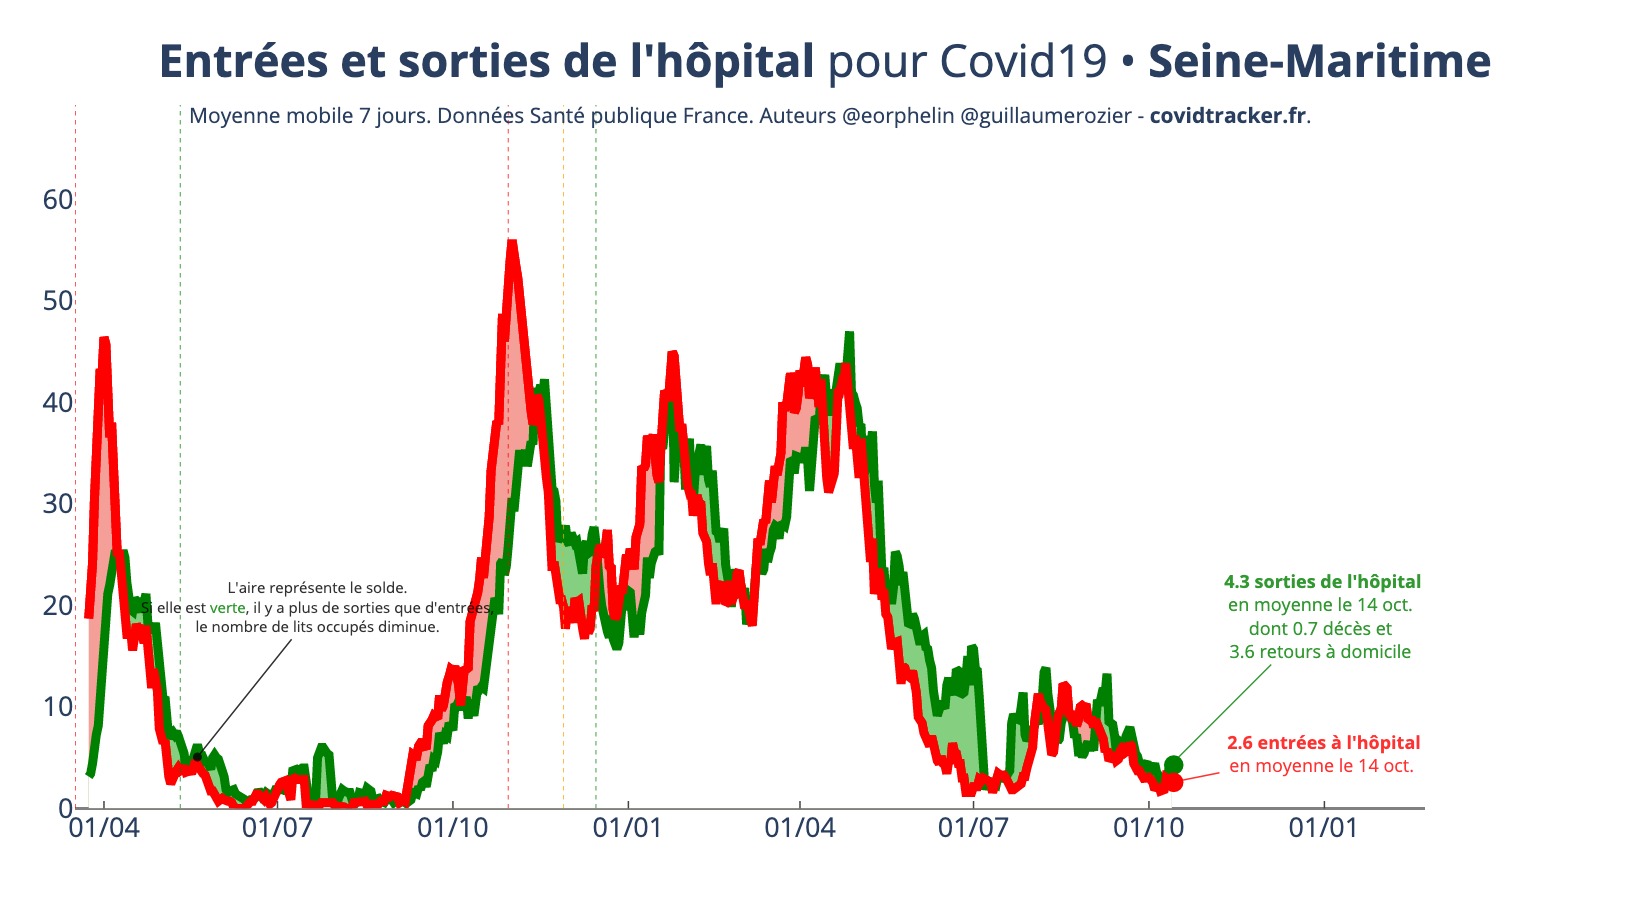 Entrées et sorties de l'hôpital pour Covid19 • Seine-Maritime
Moyenne mobile 7 jours. Données Santé publique France. Auteurs @eorphelin @guillaumerozier - covidtracker.fr.
60
50
40
30
20
10
0
L'aire représente le solde.
Si elle est verte, il y a plus de sorties que d'entrées,
le nombre de lits occupés diminue.
4.3 sorties de l'hôpital
en moyenne le 14 oct.
dont 0.7 décès et
3.6 retours à domicile
2.6 entrées à l'hôpital
en moyenne le 14 oct.
01/04
01/07
01/10
01/01
01/04
01/07
01/10
01/01